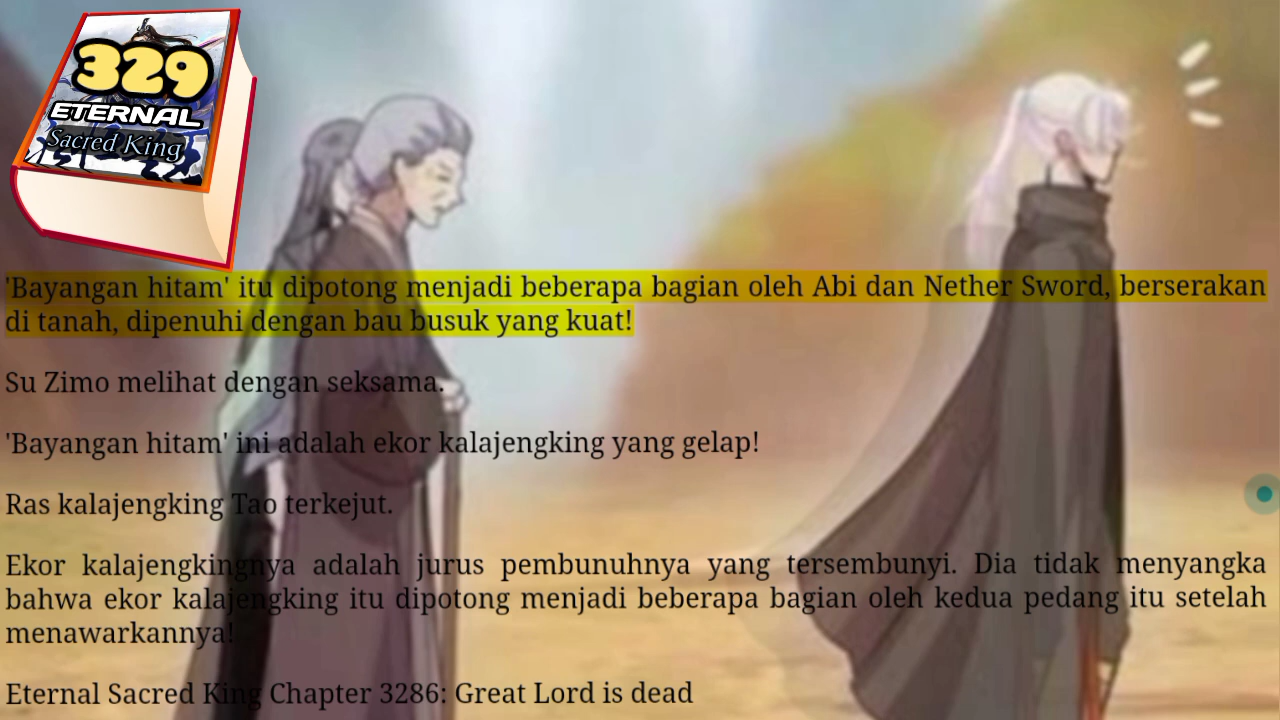 329
ETERNAL
Sacred King
'Bayangan hitam' itu dipotong menjadi beberapa bagian oleh Abi dan Nether Sword, berserakan
di tanah, dipenuhi dengan bau busuk yang kuat!
Su Zimo melihat dengan seksama.
'Bayangan hitam' ini adalah ekor kalajengking yang gelap!
Ras kalajengking Tao terkejut.
Ekor kalajengkingnya adalah jurus pembunuhnya yang tersembunyi. Dia tidak menyangka
bahwa ekor kalajengking itu dipotong menjadi beberapa bagian oleh kedua pedang itu setelah
menawarkannya!
Eternal Sacred King Chapter 3286: Great Lord is dead